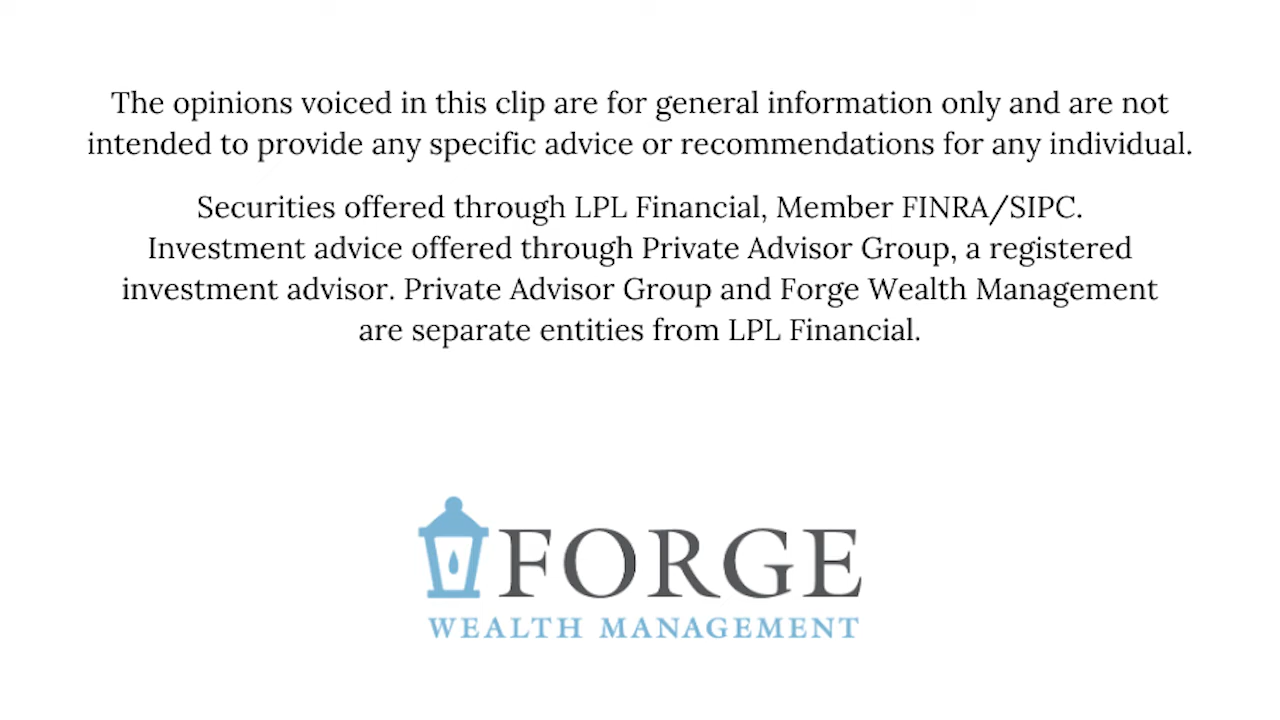 The opinions voiced in this clip are for general information only and are not
intended to provide any specific advice or recommendations for any individual.
Securities offered through LPL Financial, Member FINRA/SIPC.
Investment advice offered through Private Advisor Group, a registered
investment advisor. Private Advisor Group and Forge Wealth Management
are separate entities from LPL Financial.
FORGE
WEALTH MANAGEMENT